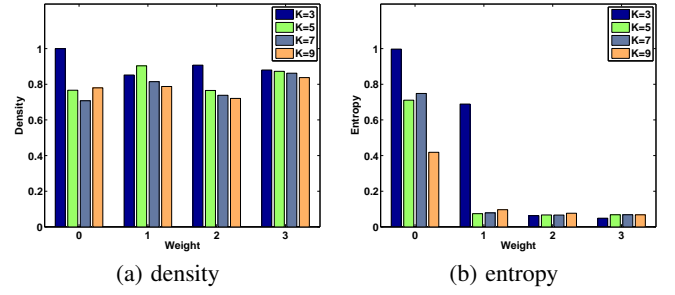 K=3
K=5
K=7
K=9
1
0.8
0.6
0.4
0.2
0
Density
0 1 2 3
Weight
(a) density
K=3
K=5
K=7
K=9
1
0.8
0.6
0.4
0.2
0
Entropy
0 1 2 3
Weight
(b) entropy